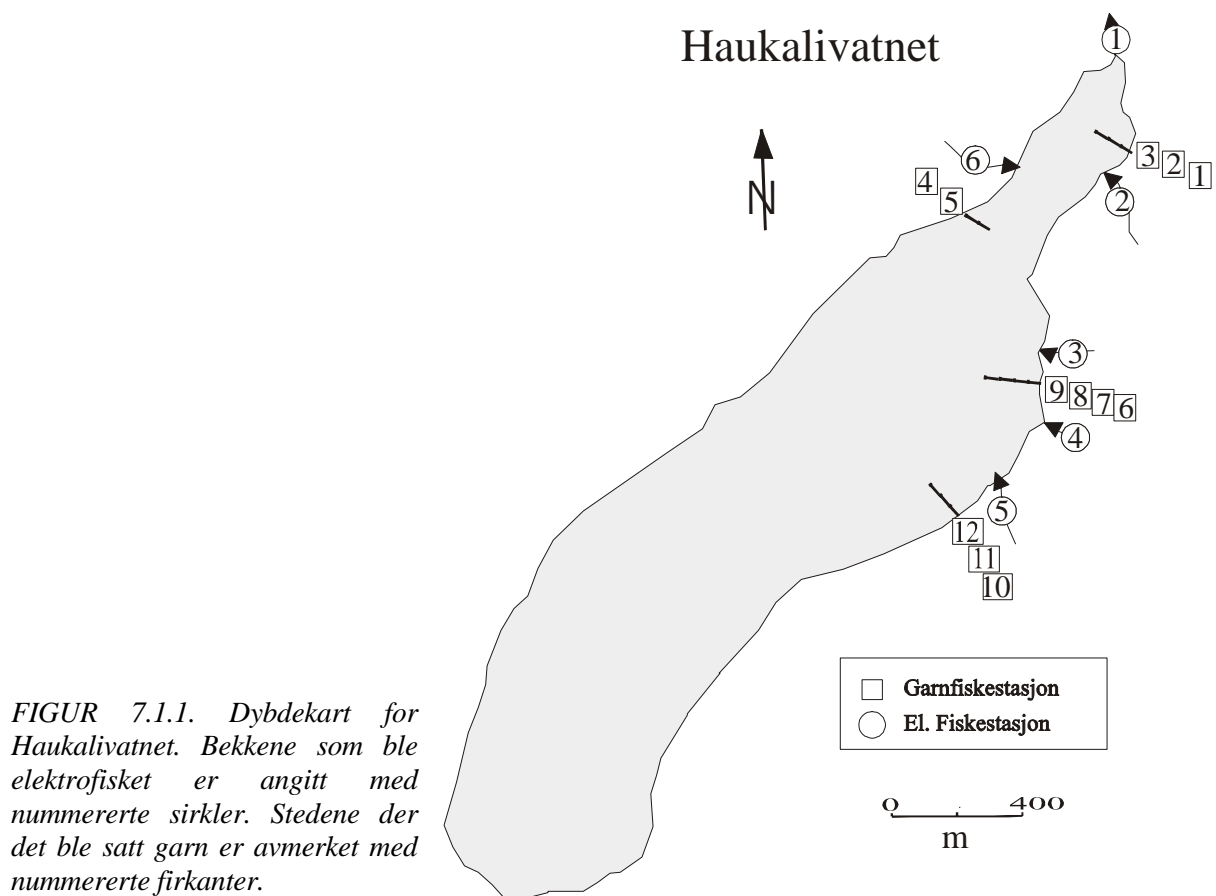 Haukalivatnet
1
3
2
1
6
4
5
2
N
3
9
8
7
6
4
5
12
11
10
Garnfiskestasjon
El. Fiskestasjon
0 400
m
FIGUR 7.1.1. Dybdekart for
Haukalivatnet. Bekkene som ble
elektrofisket er angitt med
nummererte sirkler. Stedene der
det ble satt garn er avmerket med
nummererte firkanter.